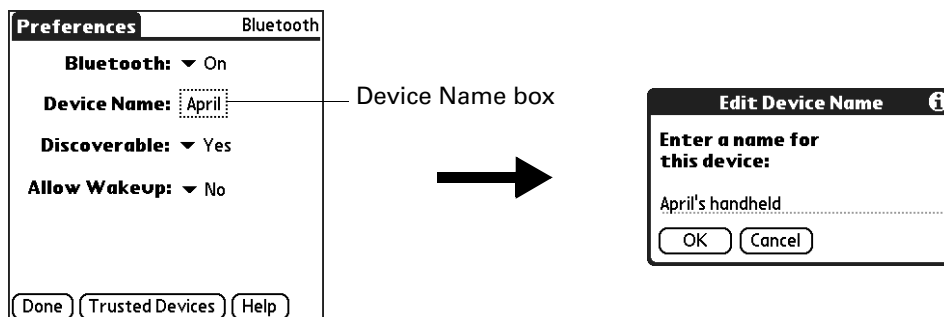 Preferences Bluetooth
Bluetooth: On
Device Name: April
Discoverable: Yes
Allow Wakeup: No
Done Trusted Devices Help
Device Name box
Edit Device Name i
Enter a name for
this device:
April's handheld
OK Cancel